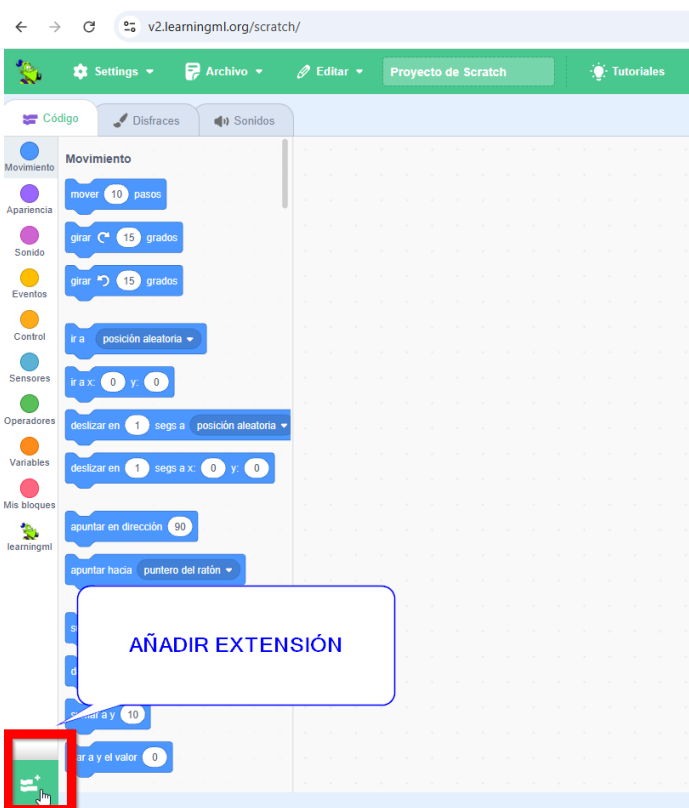 v2.learningml.org/scratch/
Settings
Archivo
Editar
Proyecto de Scratch
Tutoriales
Código
Disfraces
Sonidos
Movimiento
Apariencia
Sonido
Eventos
Control
Sensores
Operadores
Variables
Mis bloques
learningml
Movimiento
mover 10 pasos
girar 15 grados
girar 15 grados
ir a posición aleatoria
ir a x: 0 y: 0
deslizar en 1 segs a posición aleatoria
deslizar en 1 segs a x: 0 y: 0
apuntar en dirección 90
apuntar hacia puntero del ratón
AÑADIR EXTENSIÓN
a y 10
a y el valor 0